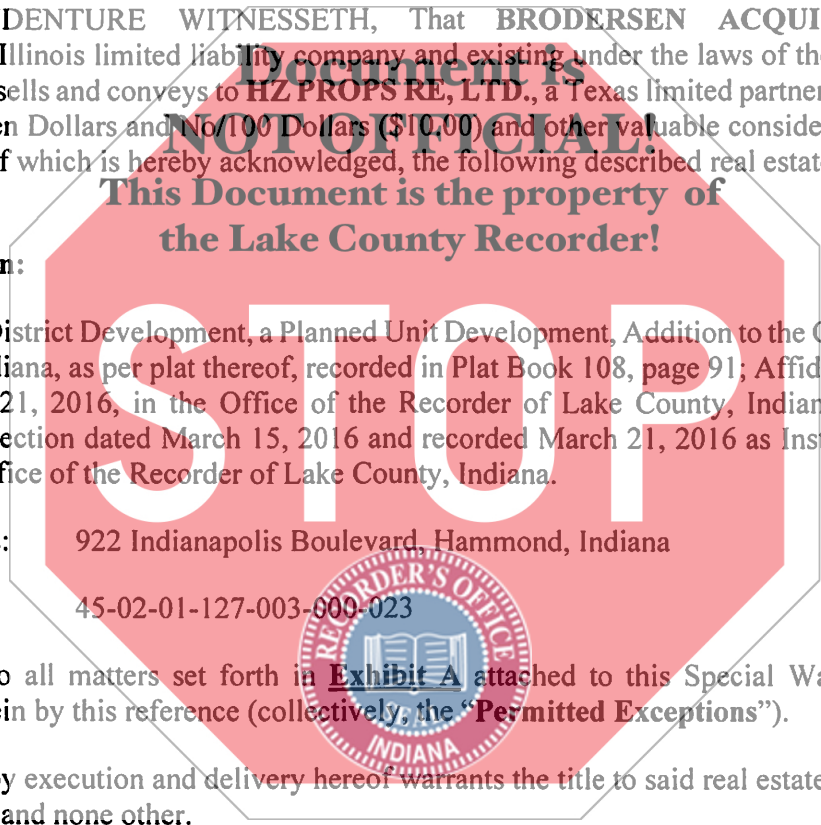 DENTURE WITNESSETH, That BRODERSEN ACQUI
Illinois limited liability company and existing under the laws of th
Document is
sells and conveys to HZ PROPS RE, LTD., a Texas limited partner
en Dollars and No/100 Dollars ($10.00) and other valuable conside
NOT OFFICIAL!
f which is hereby acknowledged, the following described real estat
This Document is the property of
the Lake County Recorder!
n:
STOP
District Development, a Planned Unit Development, Addition to the C
iana, as per plat thereof, recorded in Plat Book 108, page 91; Affid
21, 2016, in the Office of the Recorder of Lake County, Indian
ection dated March 15, 2016 and recorded March 21, 2016 as Inst
fice of the Recorder of Lake County, Indiana.
: 922 Indianapolis Boulevard, Hammond, Indiana
RECORDER'S OFFICE
45-02-01-127-003-000-023
o all matters set forth in Exhibit A attached to this Special Wa
ein by this reference (collectively, the “Permitted Exceptions”).
SEAL
INDIANA
y execution and delivery hereof warrants the title to said real estate
and none other.